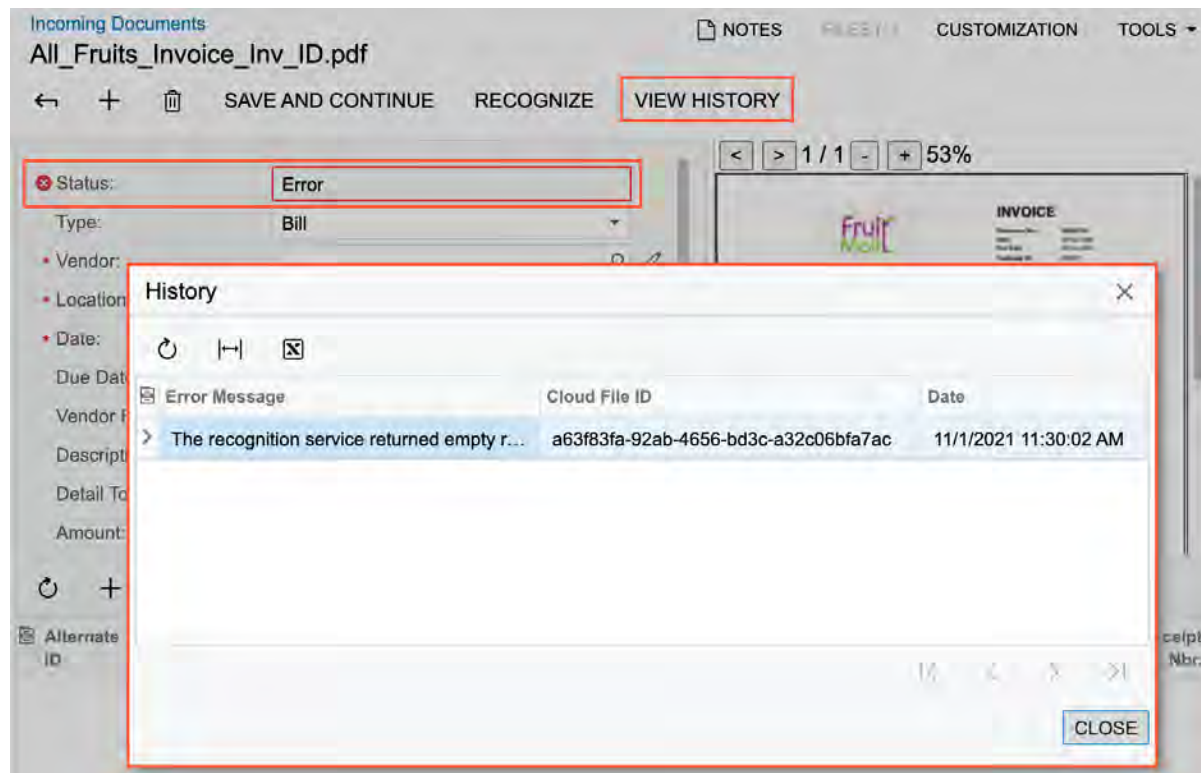 Incoming Documents
NOTES CUSTOMIZATION TOOLS
All_Fruits_Invoice_Inv_ID.pdf
SAVE AND CONTINUE RECOGNIZE VIEW HISTORY
< > 1 / 1 - + 53%
Status: Error
Type: Bill
INVOICE
Fruit
Vendor:
Location
History
Date:
Due Dat
Error Message Cloud File ID Date
Vendor
The recognition service returned empty r... a63f83fa-92ab-4656-bd3c-a32c06bfa7ac 11/1/2021 11:30:02 AM
Descript
Detail To
Amount:
Alternate
ID
ceipt
Nbr.
CLOSE